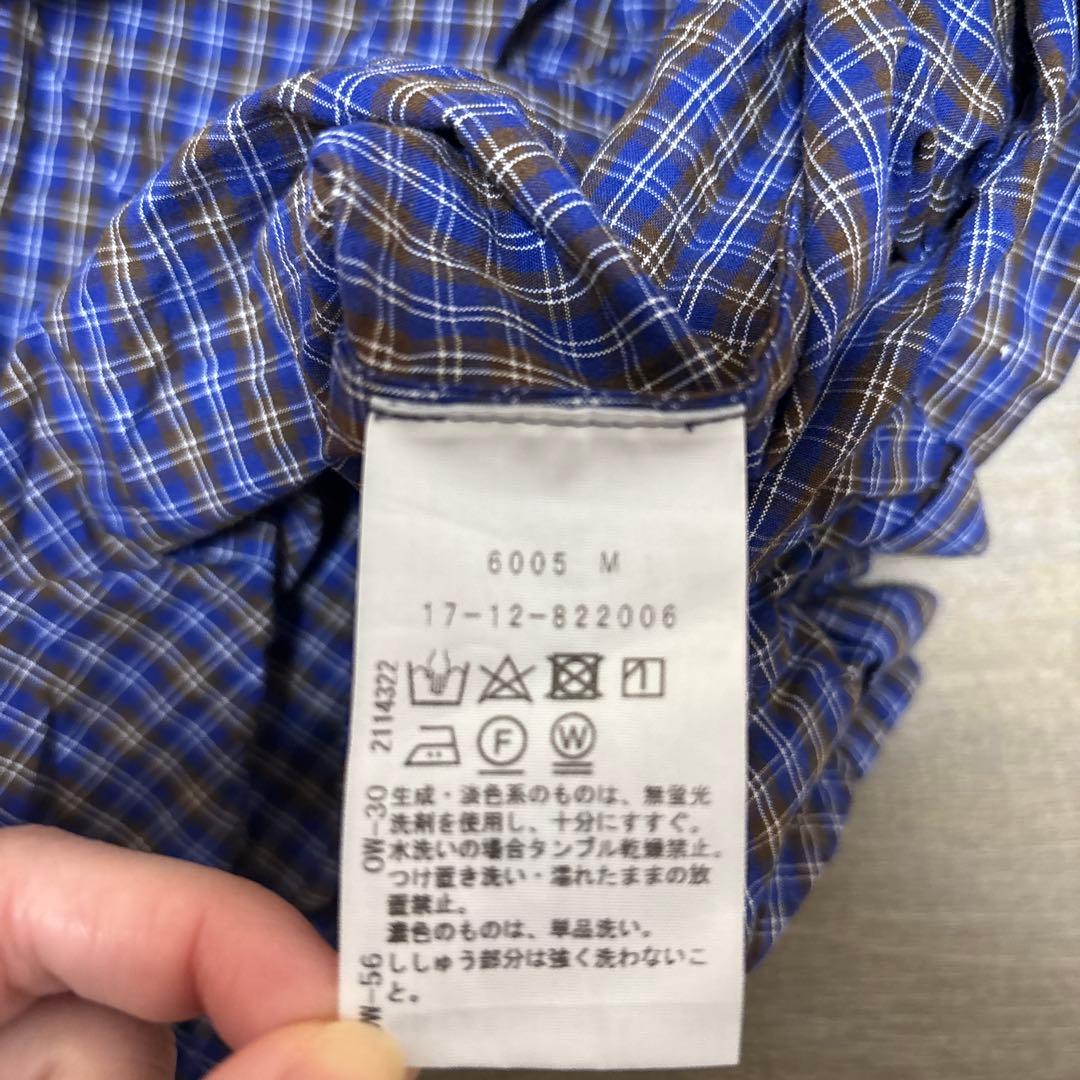 6005 M
17-12-822006
2114322
F
W
OW-30
生成・淡色系のものは、無蛍光
洗剤を使用し、十分にすすぐ。
水洗いの場合タンブル乾燥禁止。
つけ置き洗い・濡れたままの放
置禁止。
濃色のものは、単品洗い。
ししゅう部分は強く洗わないこ
と。
OW-56